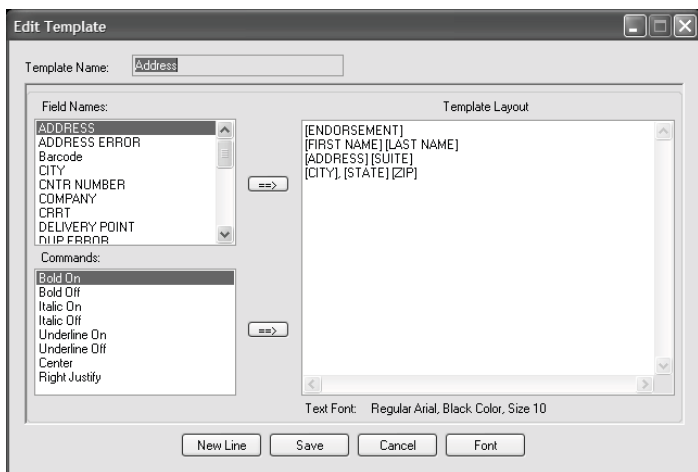 Edit Template
Template Name: Address
Field Names:
ADDRESS
ADDRESS ERROR
Barcode
CITY
CNTR NUMBER
COMPANY
CRRT
DELIVERY POINT
DUP ERROR
==>
Commands:
Bold On
Bold Off
Italic On
Italic Off
Underline On
Underline Off
Center
Right Justify
==>
Template Layout
[ENDORSEMENT]
[FIRST NAME] [LAST NAME]
[ADDRESS] [SUITE]
[CITY], [STATE] [ZIP]
Text Font: Regular Arial, Black Color, Size 10
New Line Save Cancel Font